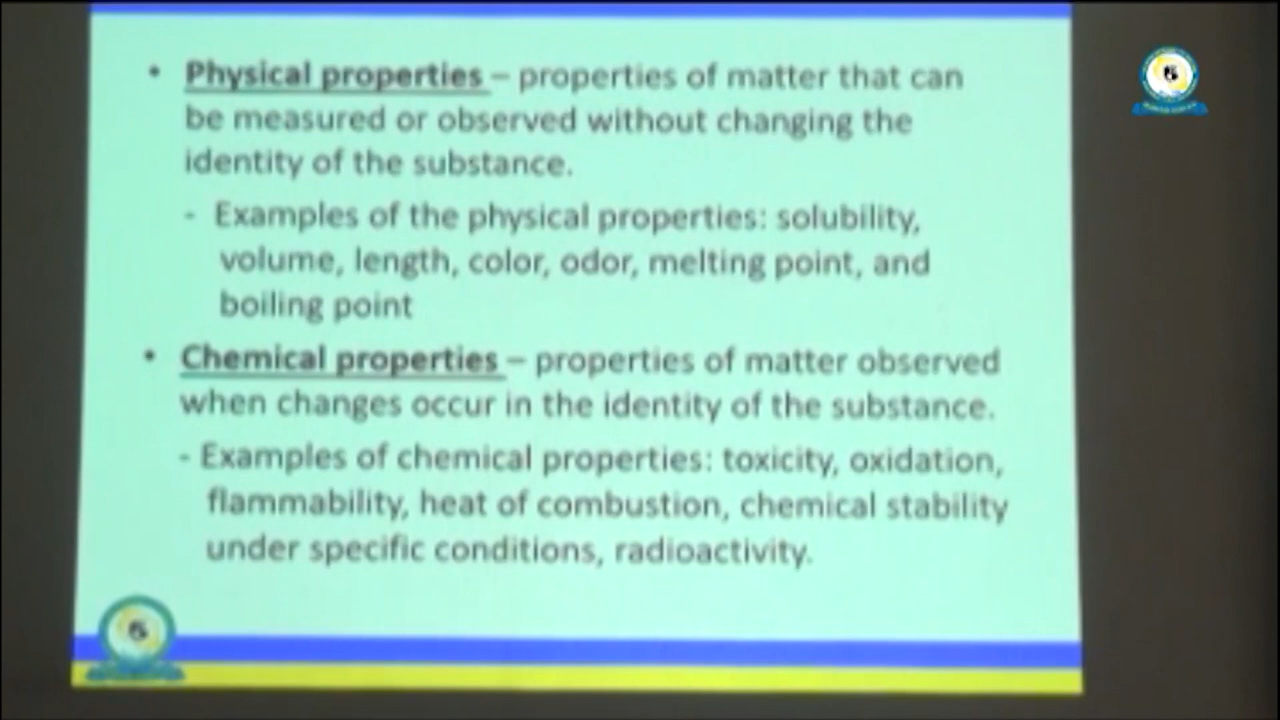 • Physical properties – properties of matter that can
be measured or observed without changing the
identity of the substance.
- Examples of the physical properties: solubility,
volume, length, color, odor, melting point, and
boiling point
• Chemical properties – properties of matter observed
when changes occur in the identity of the substance.
- Examples of chemical properties: toxicity, oxidation,
flammability, heat of combustion, chemical stability
under specific conditions, radioactivity.